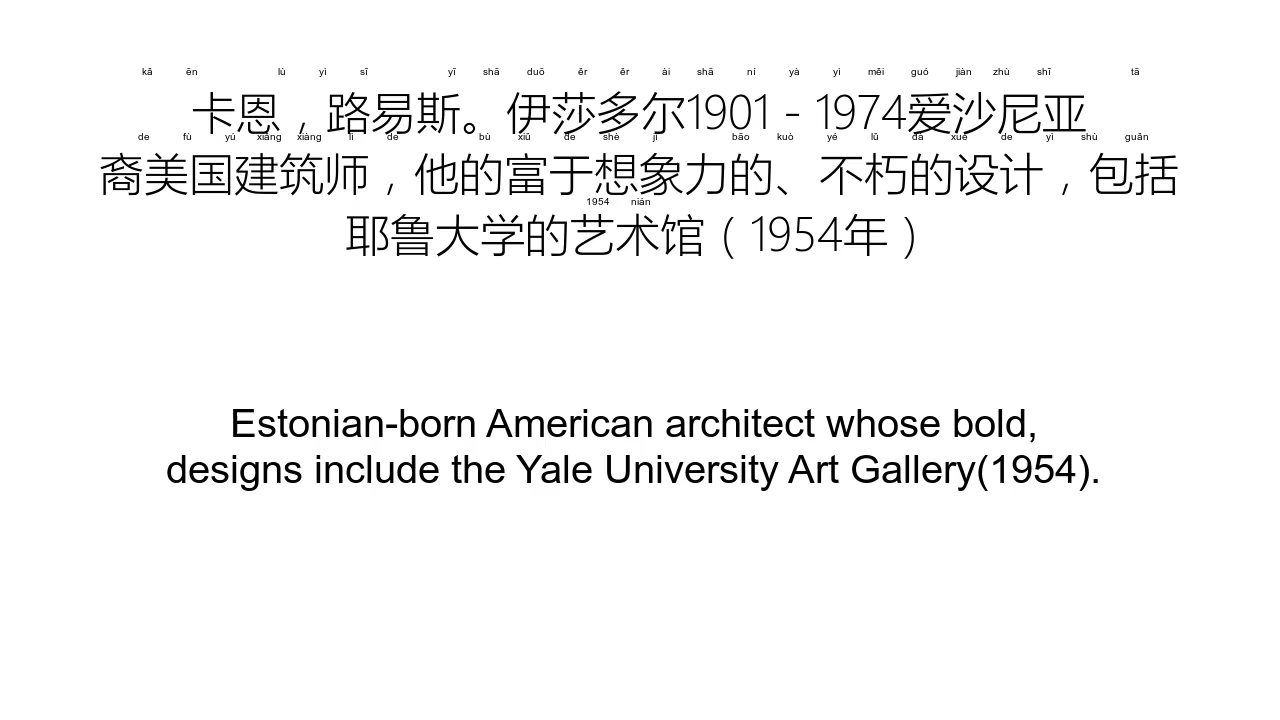 kǎ ēn lù yì sī yī shā duō ěr ěr ài shā ní yà yì měi guó jiàn zhù shī tā
卡恩，路易斯。伊莎多尔1901 - 1974爱沙尼亚
de fù yú xiǎng xiàng lì de bù xiǔ de shè jì bāo kuò yé lǔ dà xué de yì shù guǎn
裔美国建筑师，他的富于想象力的、不朽的设计，包括
1954 nián
耶鲁大学的艺术馆（1954年）
Estonian-born American architect whose bold,
designs include the Yale University Art Gallery(1954).